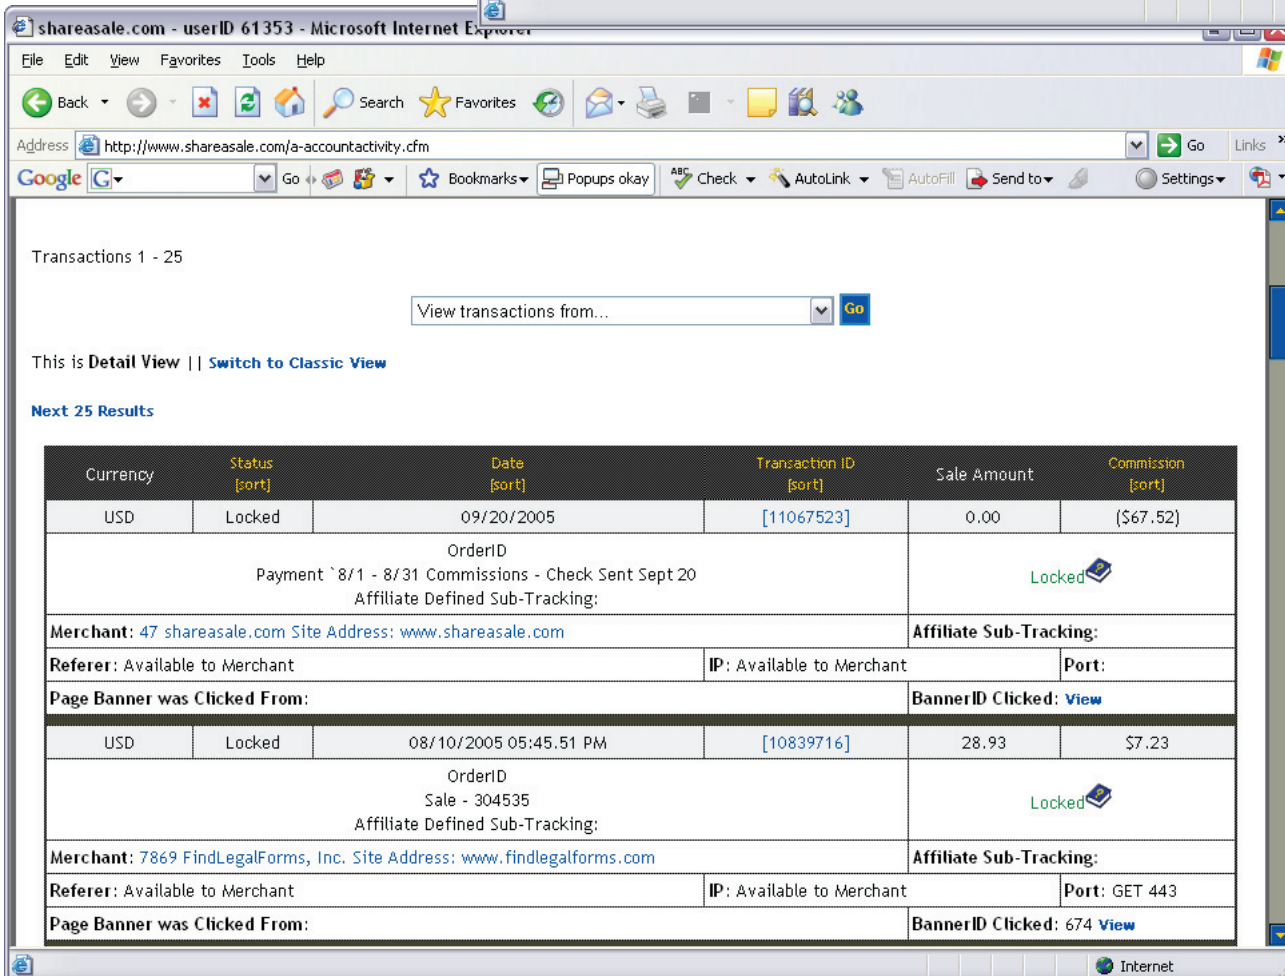 shareasale.com - userID 61353 - Microsoft Internet Explorer
File Edit View Favorites Tools Help
Back Search Favorites
Address http://www.shareasale.com/a-accountactivity.cfm Go Links »
Google G Go Bookmarks Popups okay ABC Check AutoLink AutoFill Send to Settings
Transactions 1 - 25
View transactions from... Go
This is Detail View || Switch to Classic View
Next 25 Results
Currency Status [sort] Date [sort] Transaction ID [sort] Sale Amount Commission [sort]
USD Locked 09/20/2005 [11067523] 0.00 ($67.52)
OrderID
Payment `8/1 - 8/31 Commissions - Check Sent Sept 20
Affiliate Defined Sub-Tracking:
Locked
Merchant: 47 shareasale.com Site Address: www.shareasale.com Affiliate Sub-Tracking:
Referer: Available to Merchant IP: Available to Merchant Port:
Page Banner was Clicked From: BannerID Clicked: View
USD Locked 08/10/2005 05:45.51 PM [10839716] 28.93 $7.23
OrderID
Sale - 304535
Affiliate Defined Sub-Tracking:
Locked
Merchant: 7869 FindLegalForms, Inc. Site Address: www.findlegalforms.com Affiliate Sub-Tracking:
Referer: Available to Merchant IP: Available to Merchant Port: GET 443
Page Banner was Clicked From: BannerID Clicked: 674 View
Internet